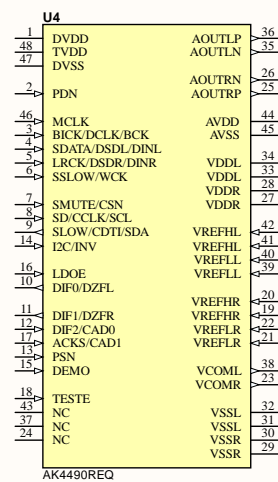 U4
1 DVDD AOUTLP 36
48 TVDD AOUTLN 35
47 DVSS
AOUTRN 26
2 PDN AOUTRP 25
46 MCLK AVDD 44
3 BICK/DCLK/BCK AVSS 45
4 SDATA/DSDL/DINL
5 LRCK/DSDR/DINR VDDL 34
6 SSLOW/WCK VDDL 33
VDDR 28
7 SMUTE/CSN VDDR 27
8 SD/CCLK/SCL
9 SLOW/CDTI/SDA VREFHL 42
14 I2C/INV VREFHL 41
VREFLL 40
16 LDOE VREFLL 39
10 DIF0/DZFL
VREFHR 20
11 DIF1/DZFR VREFHR 19
12 DIF2/CAD0 VREFLR 22
17 ACKS/CAD1 VREFLR 21
13 PSN
15 DEMO VCOML 38
VCOMR 23
18 TESTE
43 NC VSSL 32
37 NC VSSL 31
24 NC VSSR 30
VSSR 29
AK4490REQ